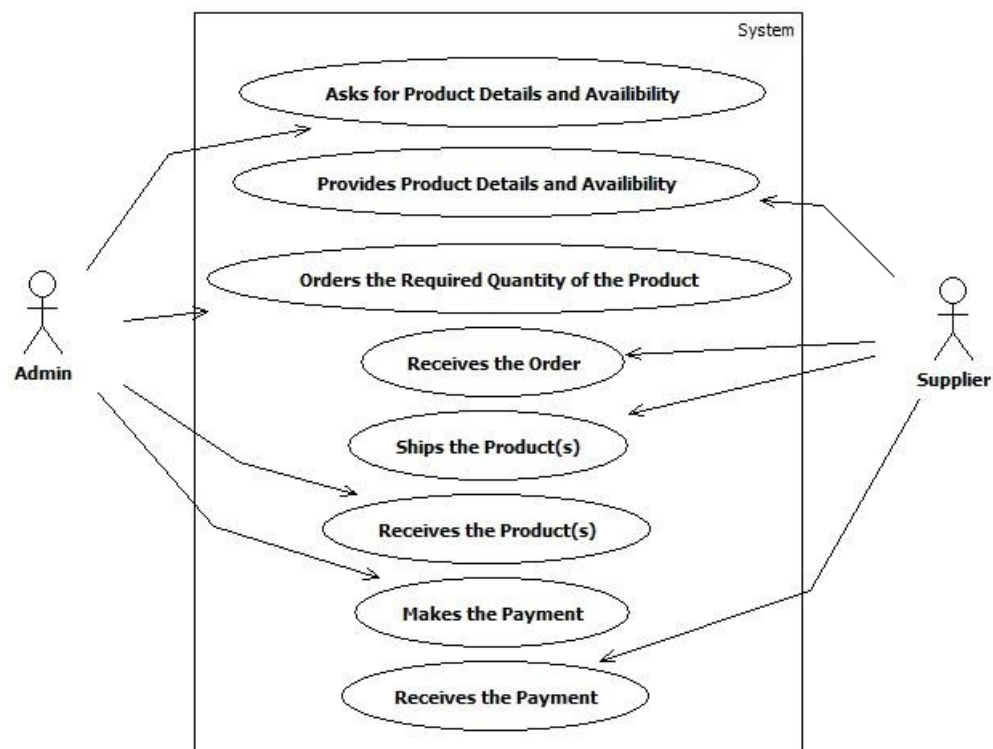 System
Asks for Product Details and Availibility
Provides Product Details and Availibility
Orders the Required Quantity of the Product
Receives the Order
Admin
Supplier
Ships the Product(s)
Receives the Product(s)
Makes the Payment
Receives the Payment